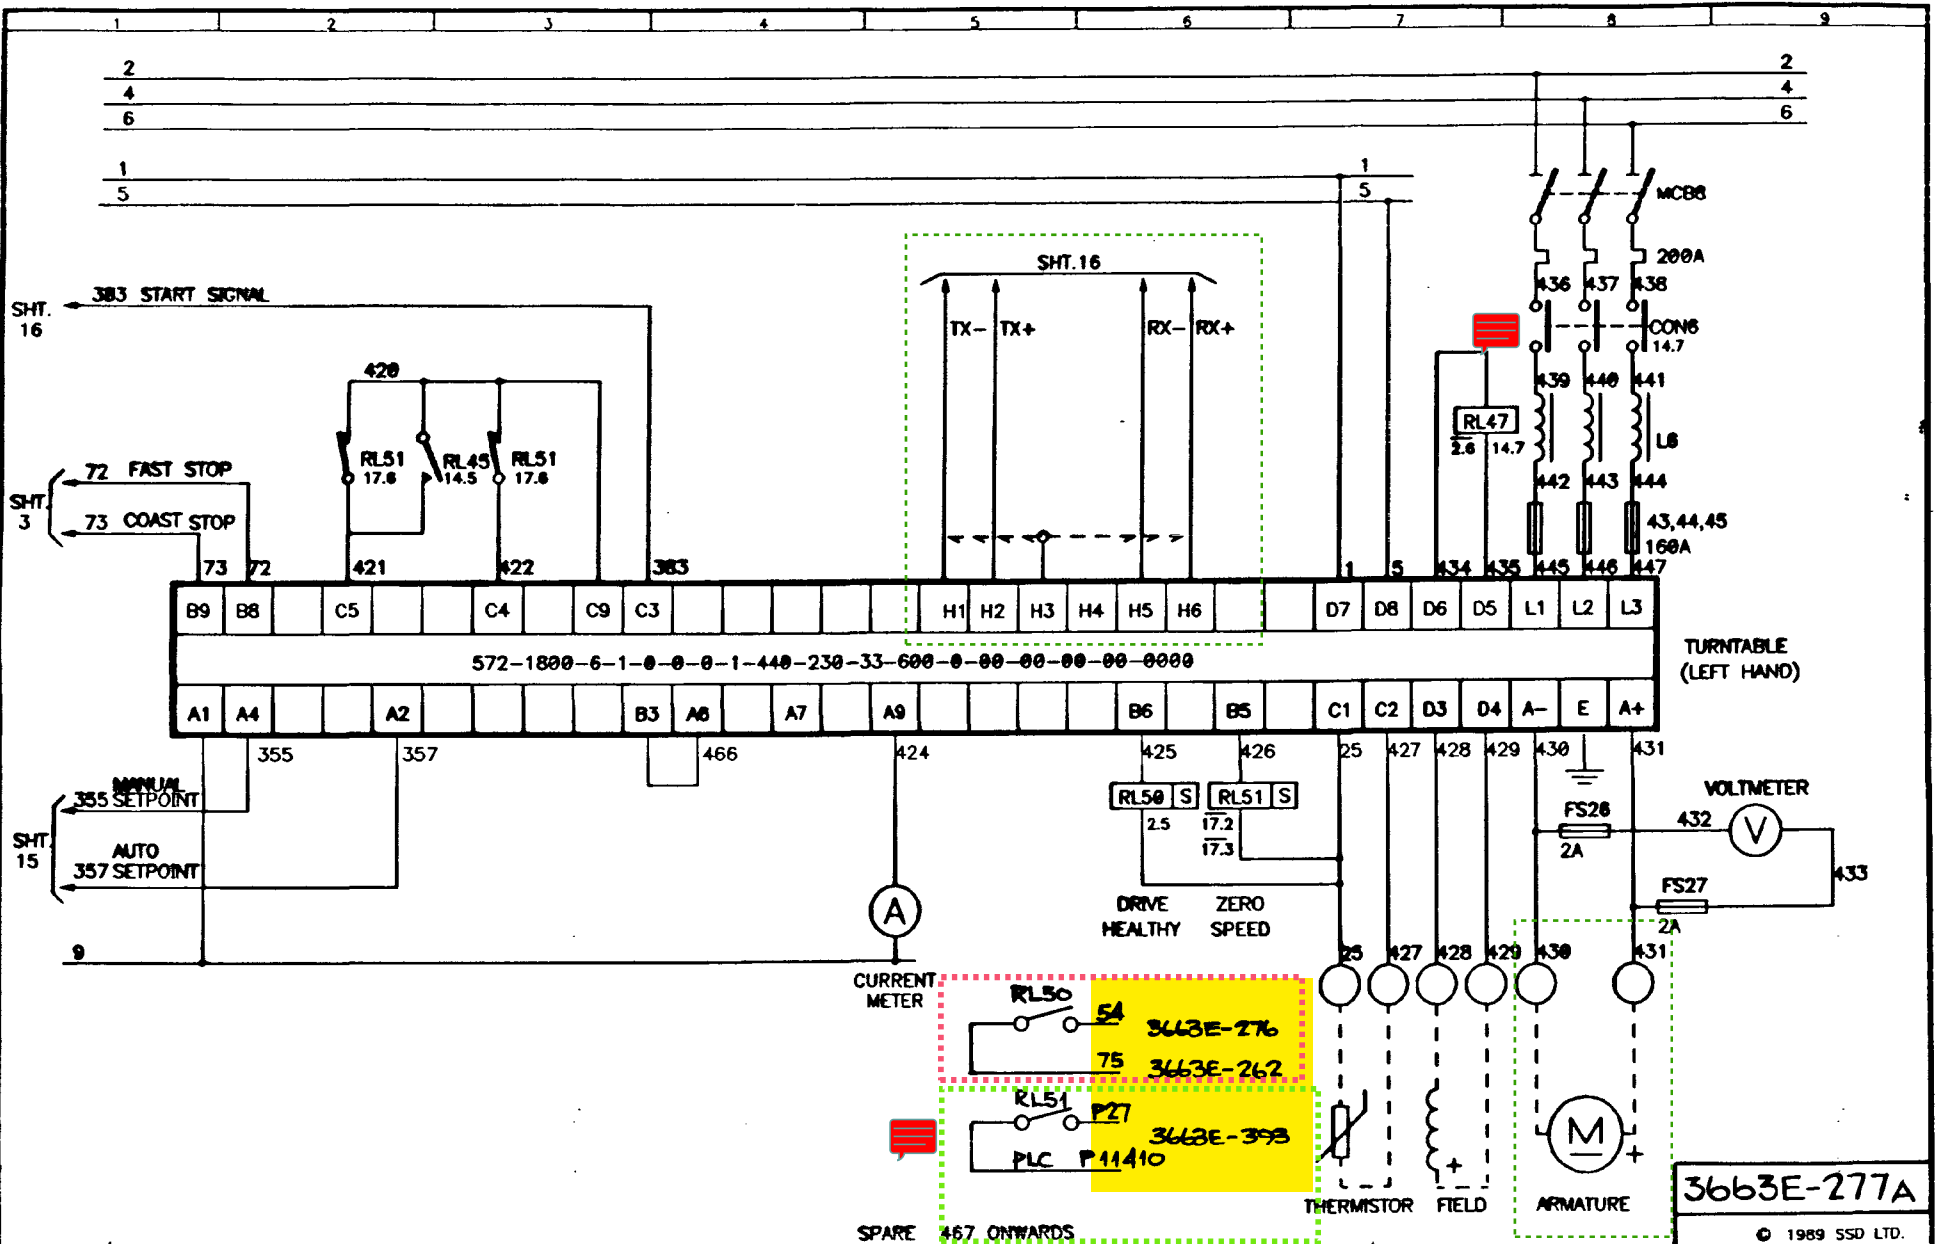 1 2 3 4 5 6 7 8 9
2 2
4 4
6 6
1 1
5 5
MCB6
200A
SHT.16
436 437 438
383 START SIGNAL
SHT.
16
TX- TX+ RX- RX+
CON6
14.7
420
439 440 441
RL47
2.6 14.7
L6
RL51
17.6
RL45
14.5
RL51
17.6
72 FAST STOP
442 443 444
SHT.
3
73 COAST STOP
43,44,45
160A
73 72 421 422 383 1 5 434 435 445 446 447
B9 B8 C5 C4 C9 C3 H1 H2 H3 H4 H5 H6 D7 D8 D6 D5 L1 L2 L3
572-1800-6-1-0-0-0-1-440-230-33-600-0-00-00-00-00-0000
TURNTABLE
(LEFT HAND)
A1 A4 A2 B3 A6 A7 A9 B6 B5 C1 C2 D3 D4 A- E A+
355 357 466 424 425 426 25 427 428 429 430 431
MANUAL
355 SETPOINT
RL50 S RL51 S
2.5 17.2
17.3
VOLTMETER
FS26
2A
432
V
SHT.
15
AUTO
357 SETPOINT
433
FS27
2A
A
DRIVE
HEALTHY
ZERO
SPEED
9
25 427 428 429 430 431
CURRENT
METER
RL50
54 3663E-276
75 3663E-262
RL51
P27
3663E-393
PLC P11410
M
+ +
THERMISTOR FIELD ARMATURE
3663E-277A
SPARE 467 ONWARDS
© 1989 SSD LTD.